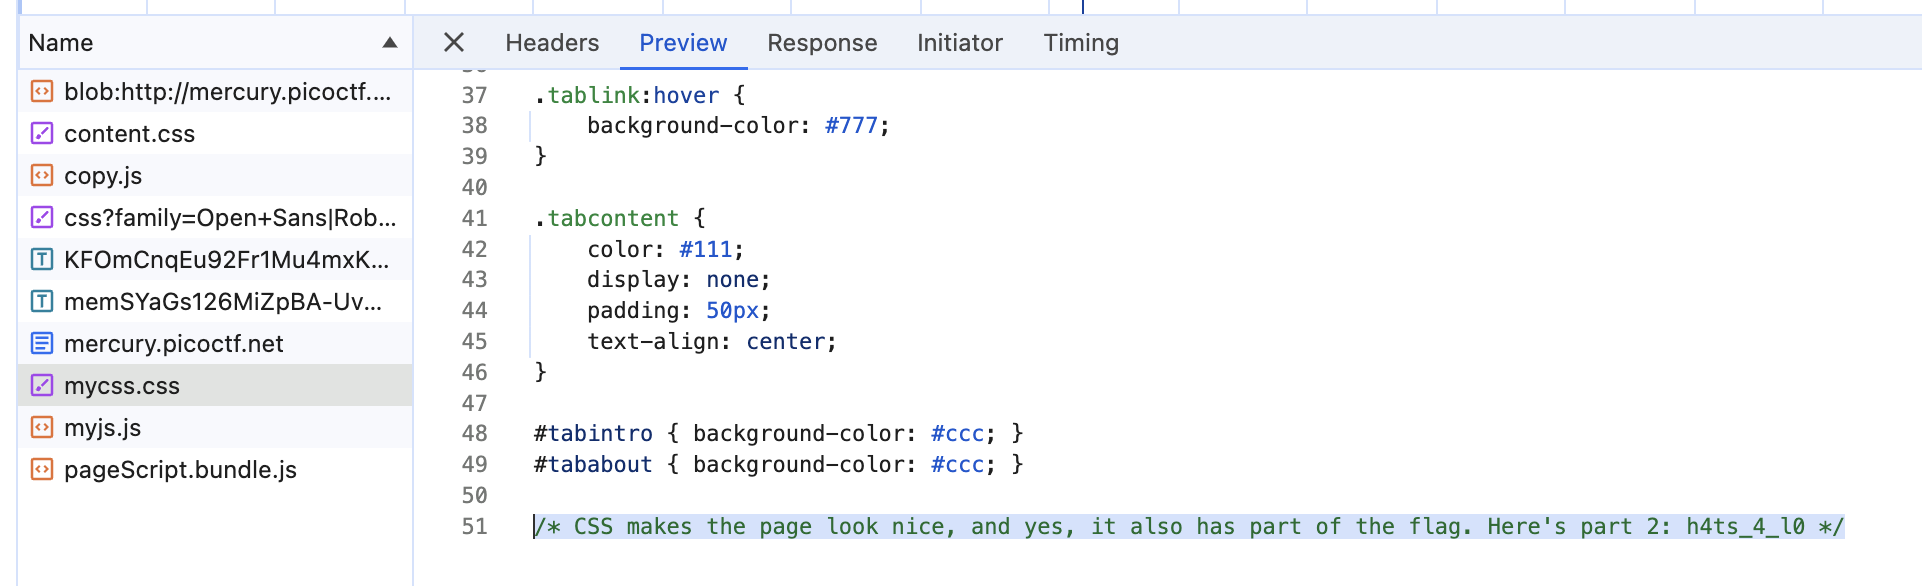 Name
Headers Preview Response Initiator Timing
blob:http://mercury.picoctf....
content.css
copy.js
css?family=Open+Sans|Rob...
KFOmCnqEu92Fr1Mu4mxK...
memSYaGs126MiZpBA-Uv...
mercury.picoctf.net
mycss.css
myjs.js
pageScript.bundle.js
37 .tablink:hover {
38     background-color: #777;
39 }
40
41 .tabcontent {
42     color: #111;
43     display: none;
44     padding: 50px;
45     text-align: center;
46 }
47
48 #tabintro { background-color: #ccc; }
49 #tababout { background-color: #ccc; }
50
51 /* CSS makes the page look nice, and yes, it also has part of the flag. Here's part 2: h4ts_4_l0 */